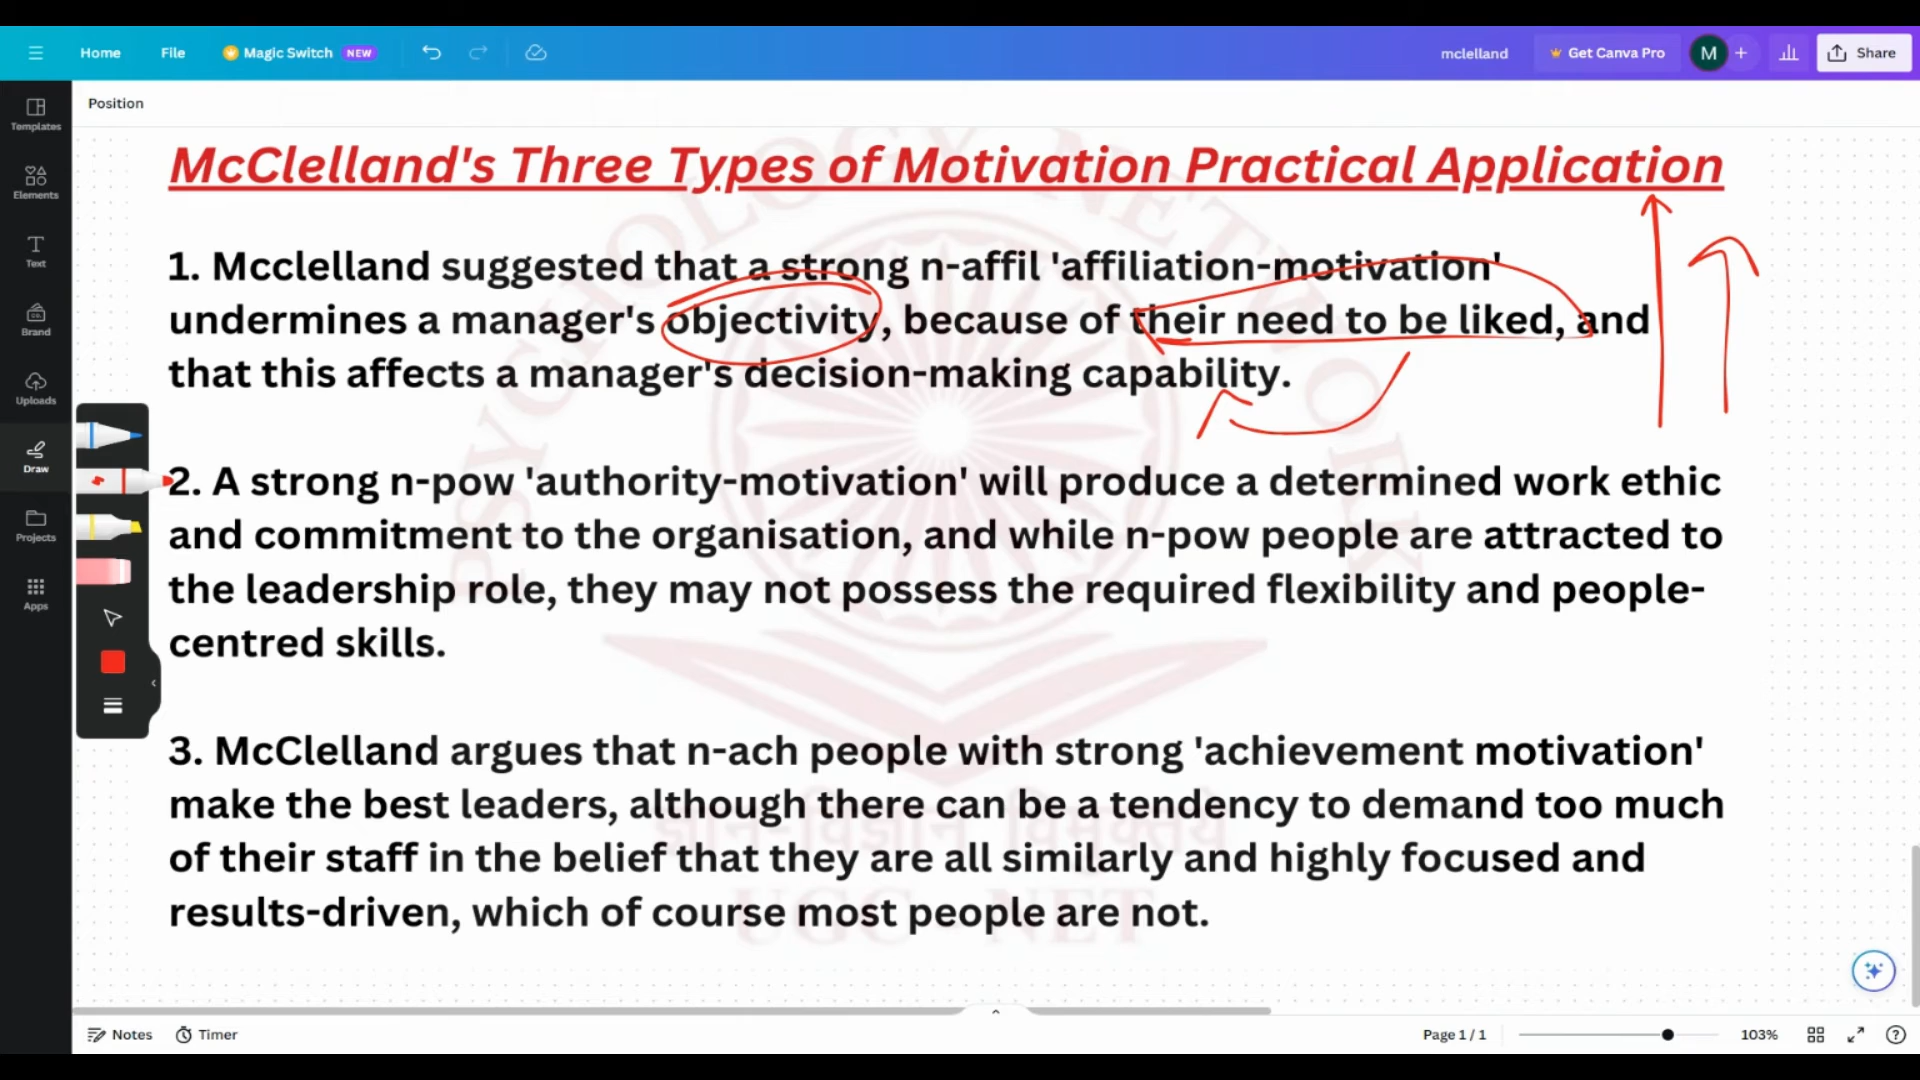 Home File Magic Switch NEW mclelland Get Canva Pro M + Share
Position
Templates
Elements
Text
Brand
Uploads
Draw
Projects
Apps
McClelland's Three Types of Motivation Practical Application
1. Mcclelland suggested that a strong n-affil 'affiliation-motivation'
undermines a manager's objectivity, because of their need to be liked, and
that this affects a manager's decision-making capability.
2. A strong n-pow 'authority-motivation' will produce a determined work ethic
and commitment to the organisation, and while n-pow people are attracted to
the leadership role, they may not possess the required flexibility and people-
centred skills.
3. McClelland argues that n-ach people with strong 'achievement motivation'
make the best leaders, although there can be a tendency to demand too much
of their staff in the belief that they are all similarly and highly focused and
results-driven, which of course most people are not.
PSYCHOLOGY NETWORK
ज्ञान-विज्ञान विमुक्तये
UGC - NET
Notes Timer Page 1 / 1 103%